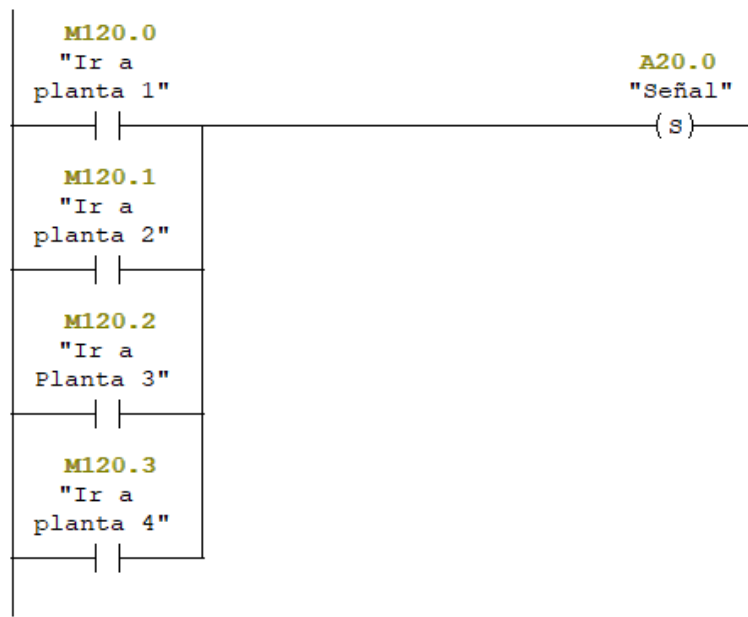 M120.0
"Ir a
planta 1"
A20.0
"Señal"
S
M120.1
"Ir a
planta 2"
M120.2
"Ir a
Planta 3"
M120.3
"Ir a
planta 4"